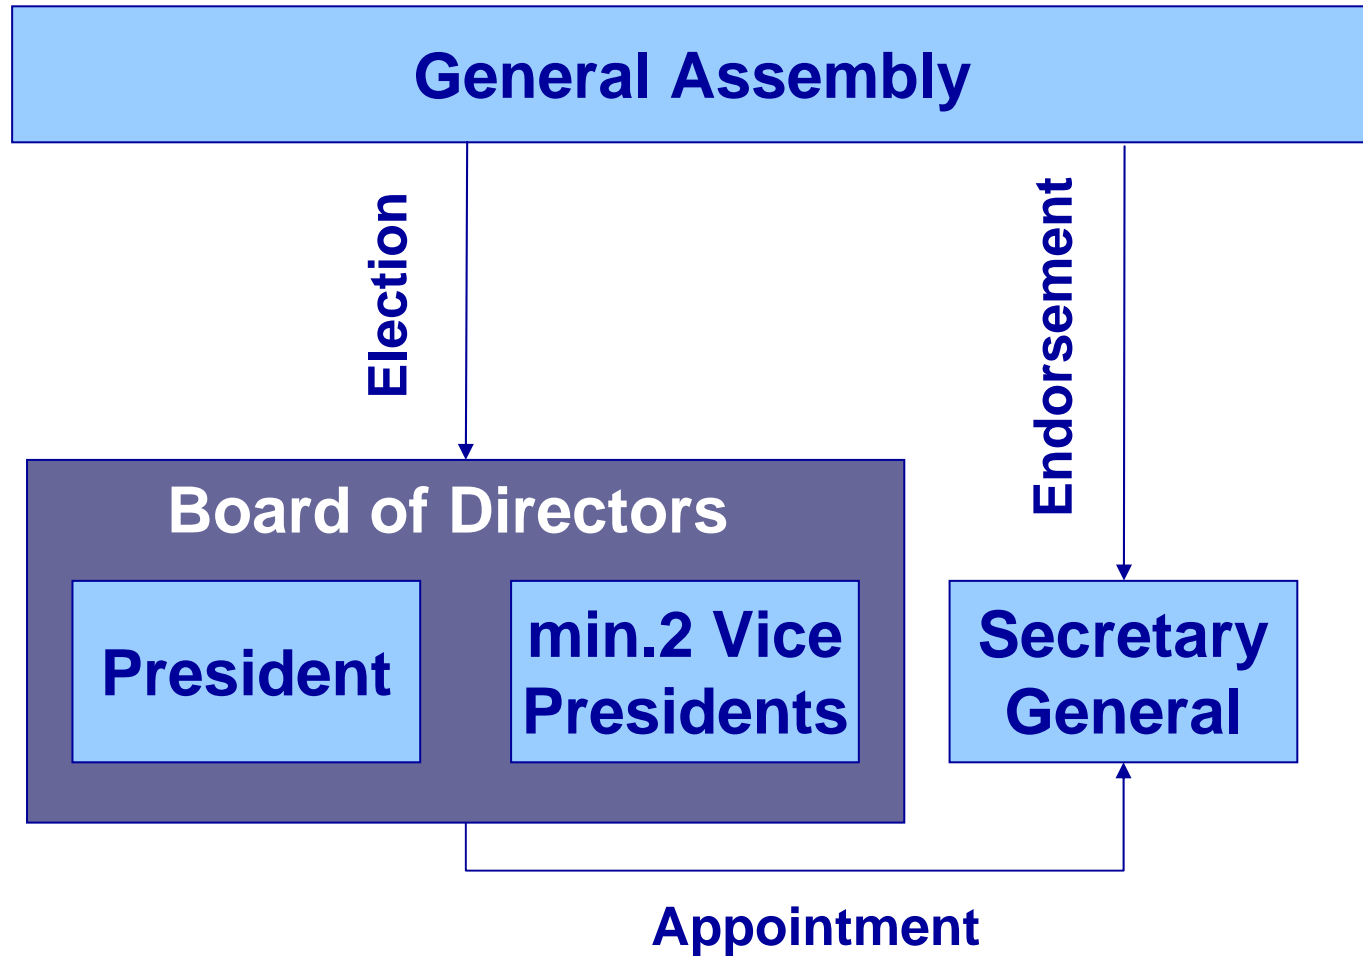 General Assembly
Election
Endorsement
Board of Directors
President
min.2 Vice
Presidents
Secretary
General
Appointment